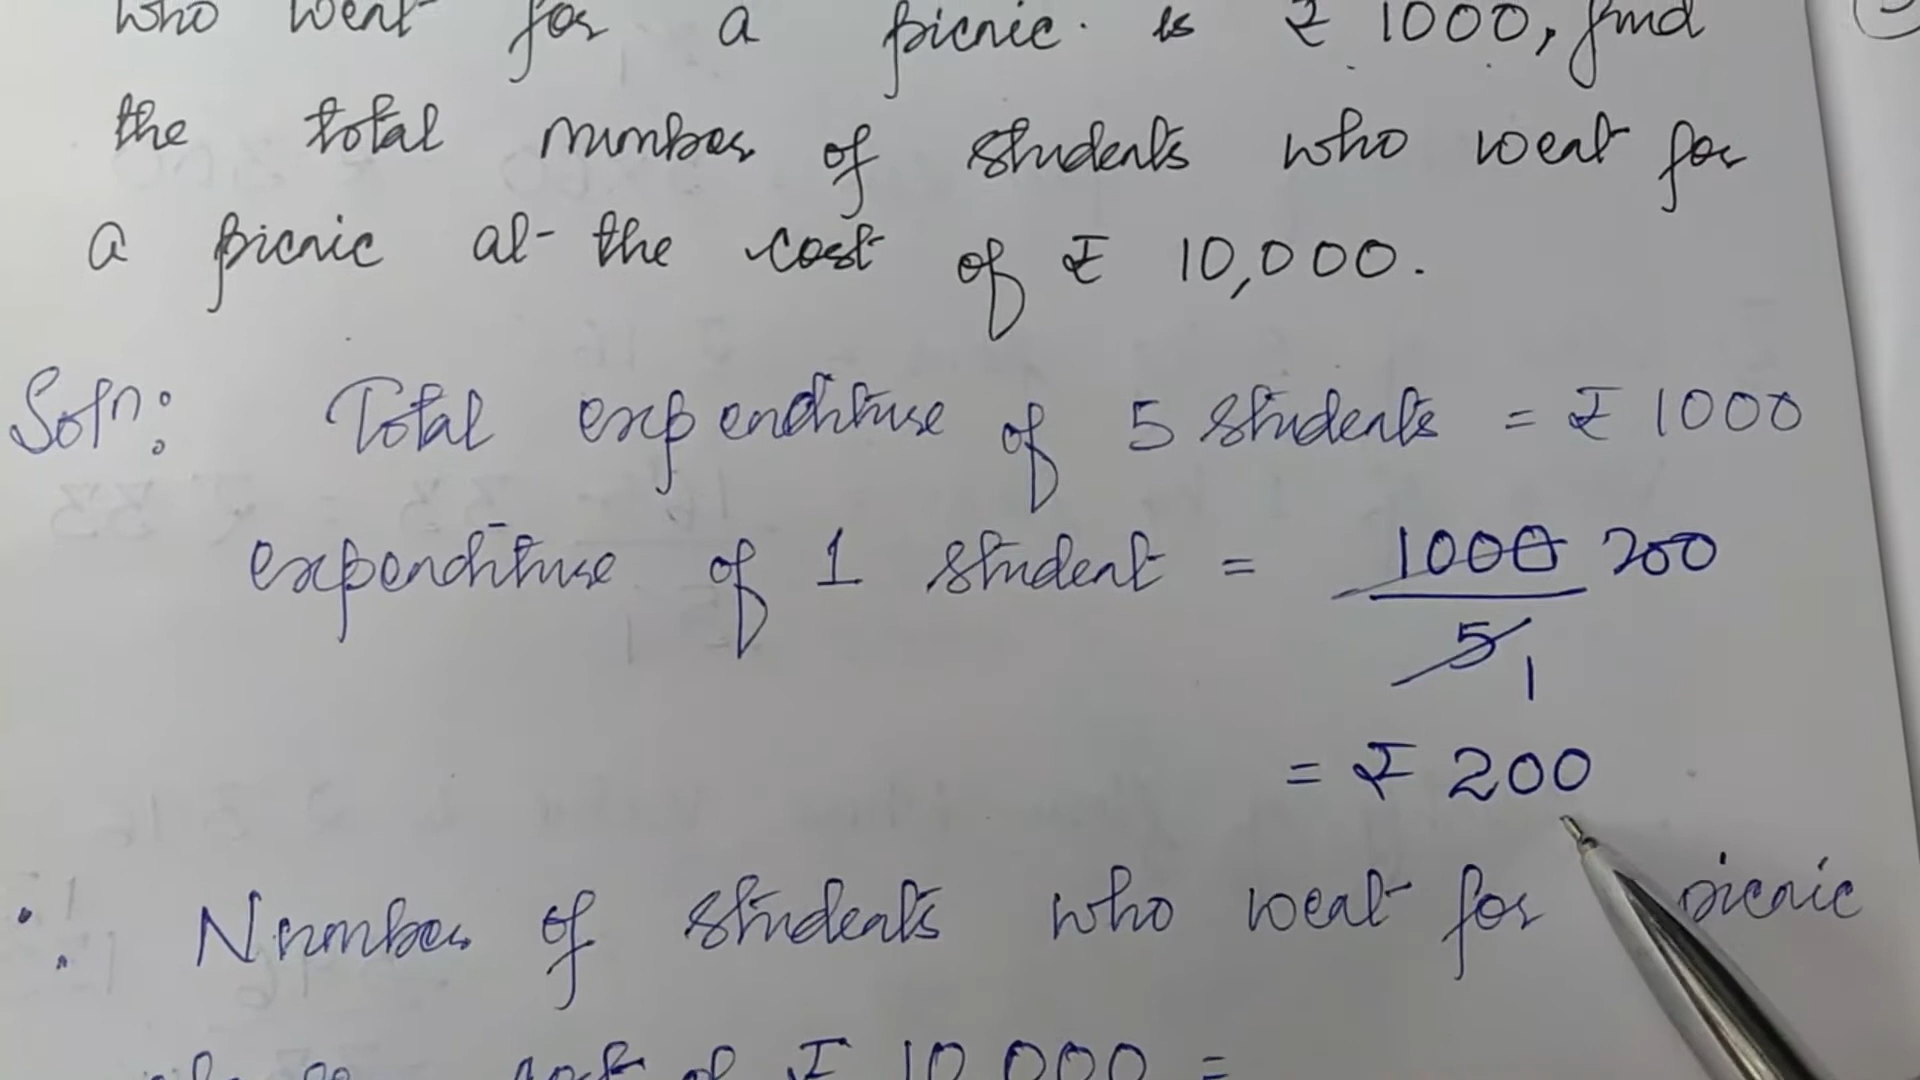 who went for a picnic. is ₹ 1000, find
the total number of students who went for
a picnic at the cost of ₹ 10,000.
Soln: Total expenditure of 5 students = ₹ 1000
expenditure of 1 student = 1000 200
5 1
= ₹ 200
∴ Number of students who went for picnic
cost of ₹ 10 000 =